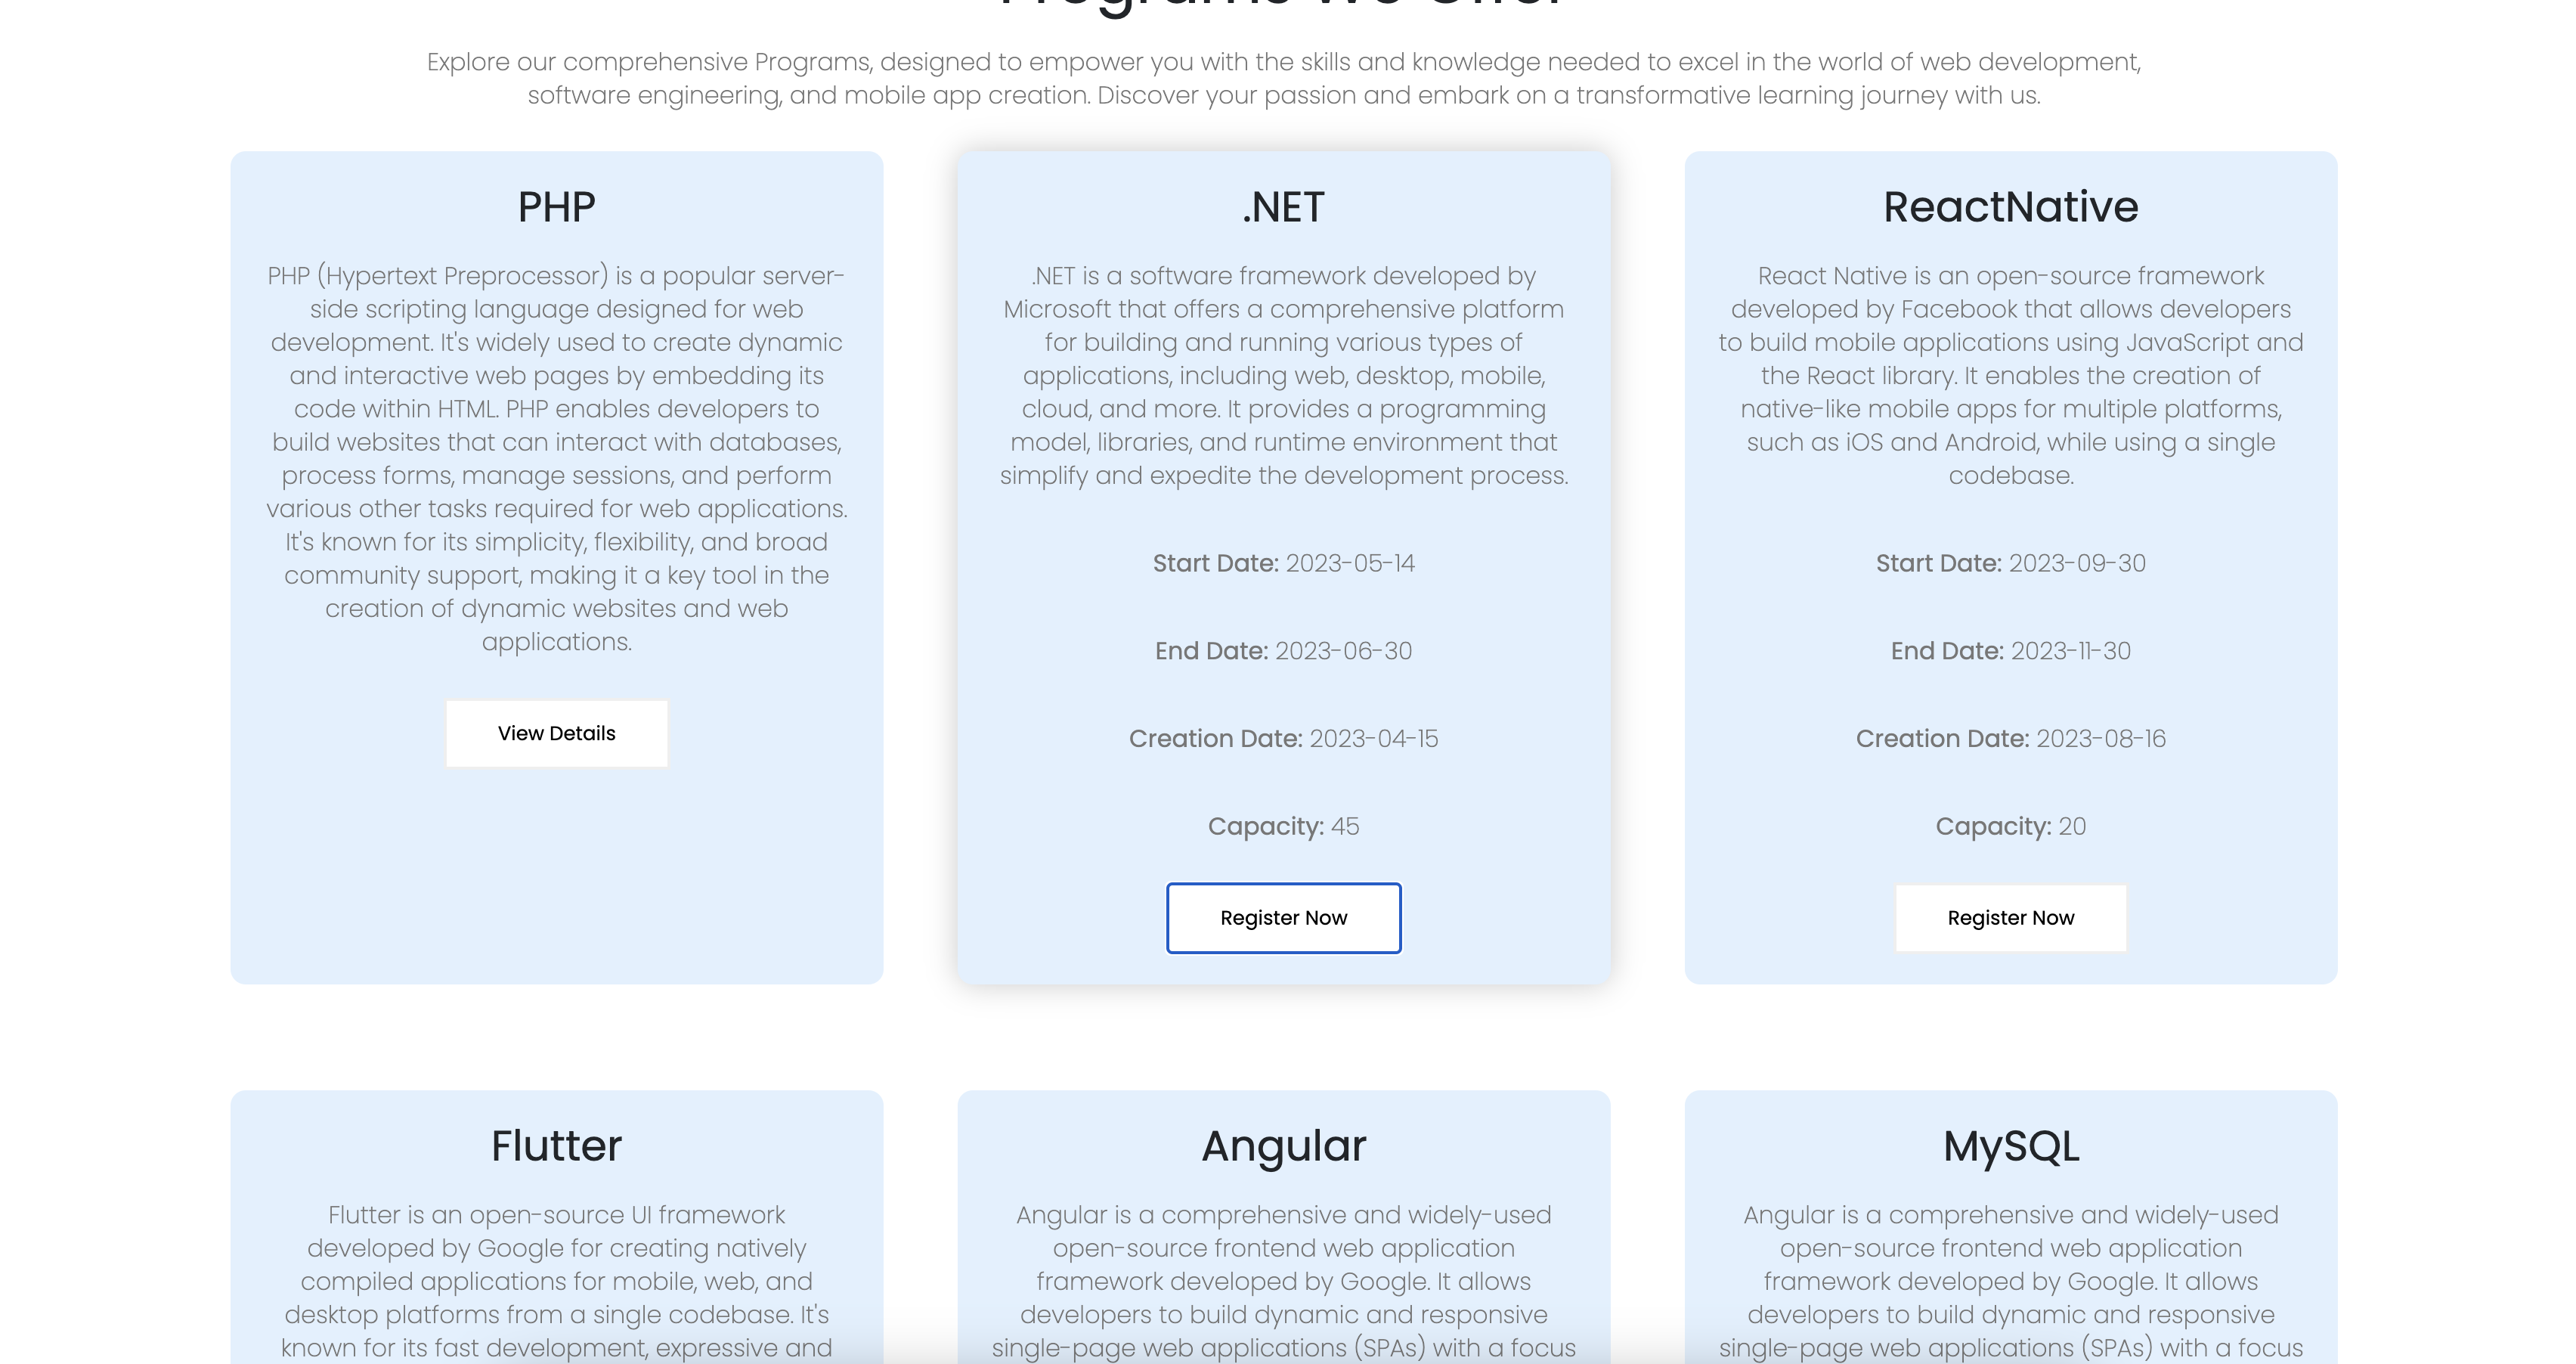 Programs We Offer
Explore our comprehensive Programs, designed to empower you with the skills and knowledge needed to excel in the world of web development,
software engineering, and mobile app creation. Discover your passion and embark on a transformative learning journey with us.
PHP
PHP (Hypertext Preprocessor) is a popular server-
side scripting language designed for web
development. It's widely used to create dynamic
and interactive web pages by embedding its
code within HTML. PHP enables developers to
build websites that can interact with databases,
process forms, manage sessions, and perform
various other tasks required for web applications.
It's known for its simplicity, flexibility, and broad
community support, making it a key tool in the
creation of dynamic websites and web
applications.
View Details
.NET
.NET is a software framework developed by
Microsoft that offers a comprehensive platform
for building and running various types of
applications, including web, desktop, mobile,
cloud, and more. It provides a programming
model, libraries, and runtime environment that
simplify and expedite the development process.
Start Date: 2023-05-14
End Date: 2023-06-30
Creation Date: 2023-04-15
Capacity: 45
Register Now
ReactNative
React Native is an open-source framework
developed by Facebook that allows developers
to build mobile applications using JavaScript and
the React library. It enables the creation of
native-like mobile apps for multiple platforms,
such as iOS and Android, while using a single
codebase.
Start Date: 2023-09-30
End Date: 2023-11-30
Creation Date: 2023-08-16
Capacity: 20
Register Now
Flutter
Flutter is an open-source UI framework
developed by Google for creating natively
compiled applications for mobile, web, and
desktop platforms from a single codebase. It's
known for its fast development, expressive and
Angular
Angular is a comprehensive and widely-used
open-source frontend web application
framework developed by Google. It allows
developers to build dynamic and responsive
single-page web applications (SPAs) with a focus
MySQL
Angular is a comprehensive and widely-used
open-source frontend web application
framework developed by Google. It allows
developers to build dynamic and responsive
single-page web applications (SPAs) with a focus